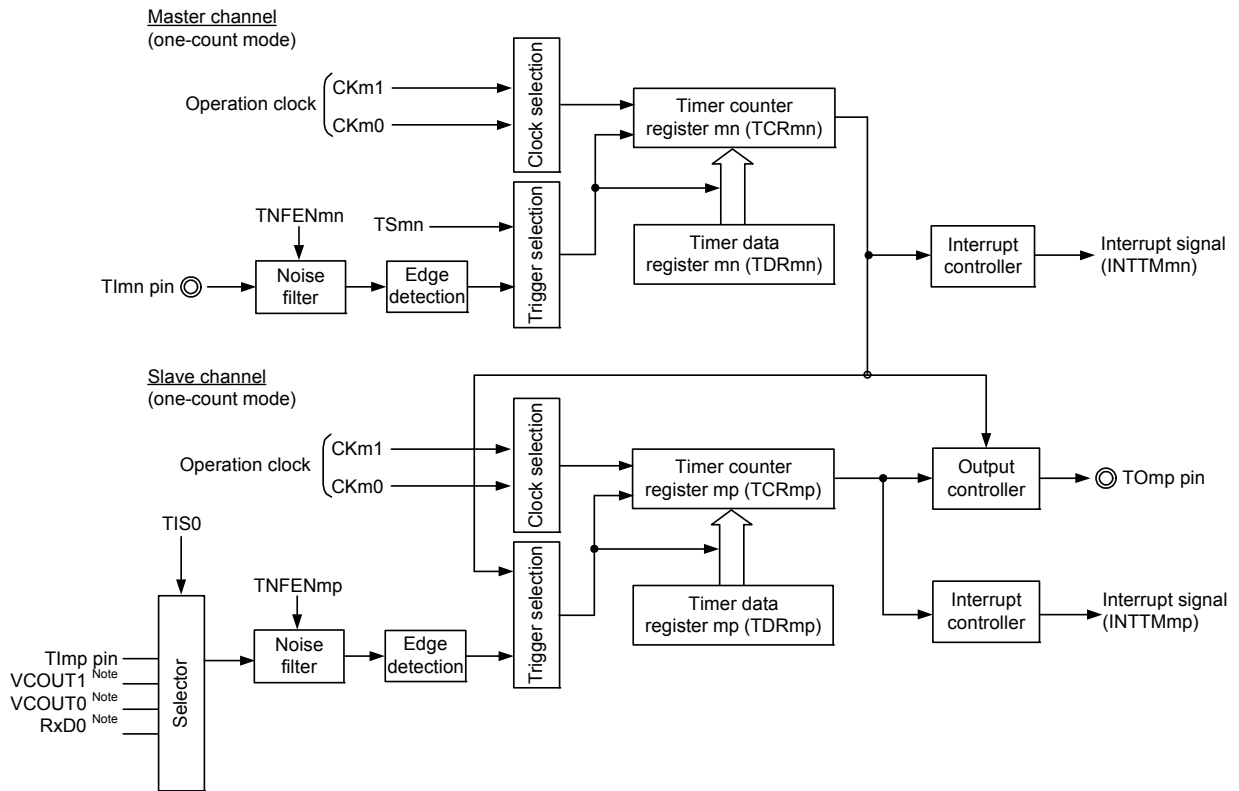 Master channel
(one-count mode)
Operation clock
CKm1
CKm0
Clock selection
Timer counter
register mn (TCRmn)
TNFENmn
TSmn
Trigger selection
Timer data
register mn (TDRmn)
Interrupt
controller
Interrupt signal
(INTTMmn)
TImn pin
Noise
filter
Edge
detection
Slave channel
(one-count mode)
Operation clock
CKm1
CKm0
Clock selection
Timer counter
register mp (TCRmp)
Output
controller
TOmp pin
TIS0
TNFENmp
Trigger selection
Timer data
register mp (TDRmp)
Interrupt
controller
Interrupt signal
(INTTMmp)
Noise
filter
Edge
detection
TImp pin
VCOUT1 Note
VCOUT0 Note
RxD0 Note
Selector